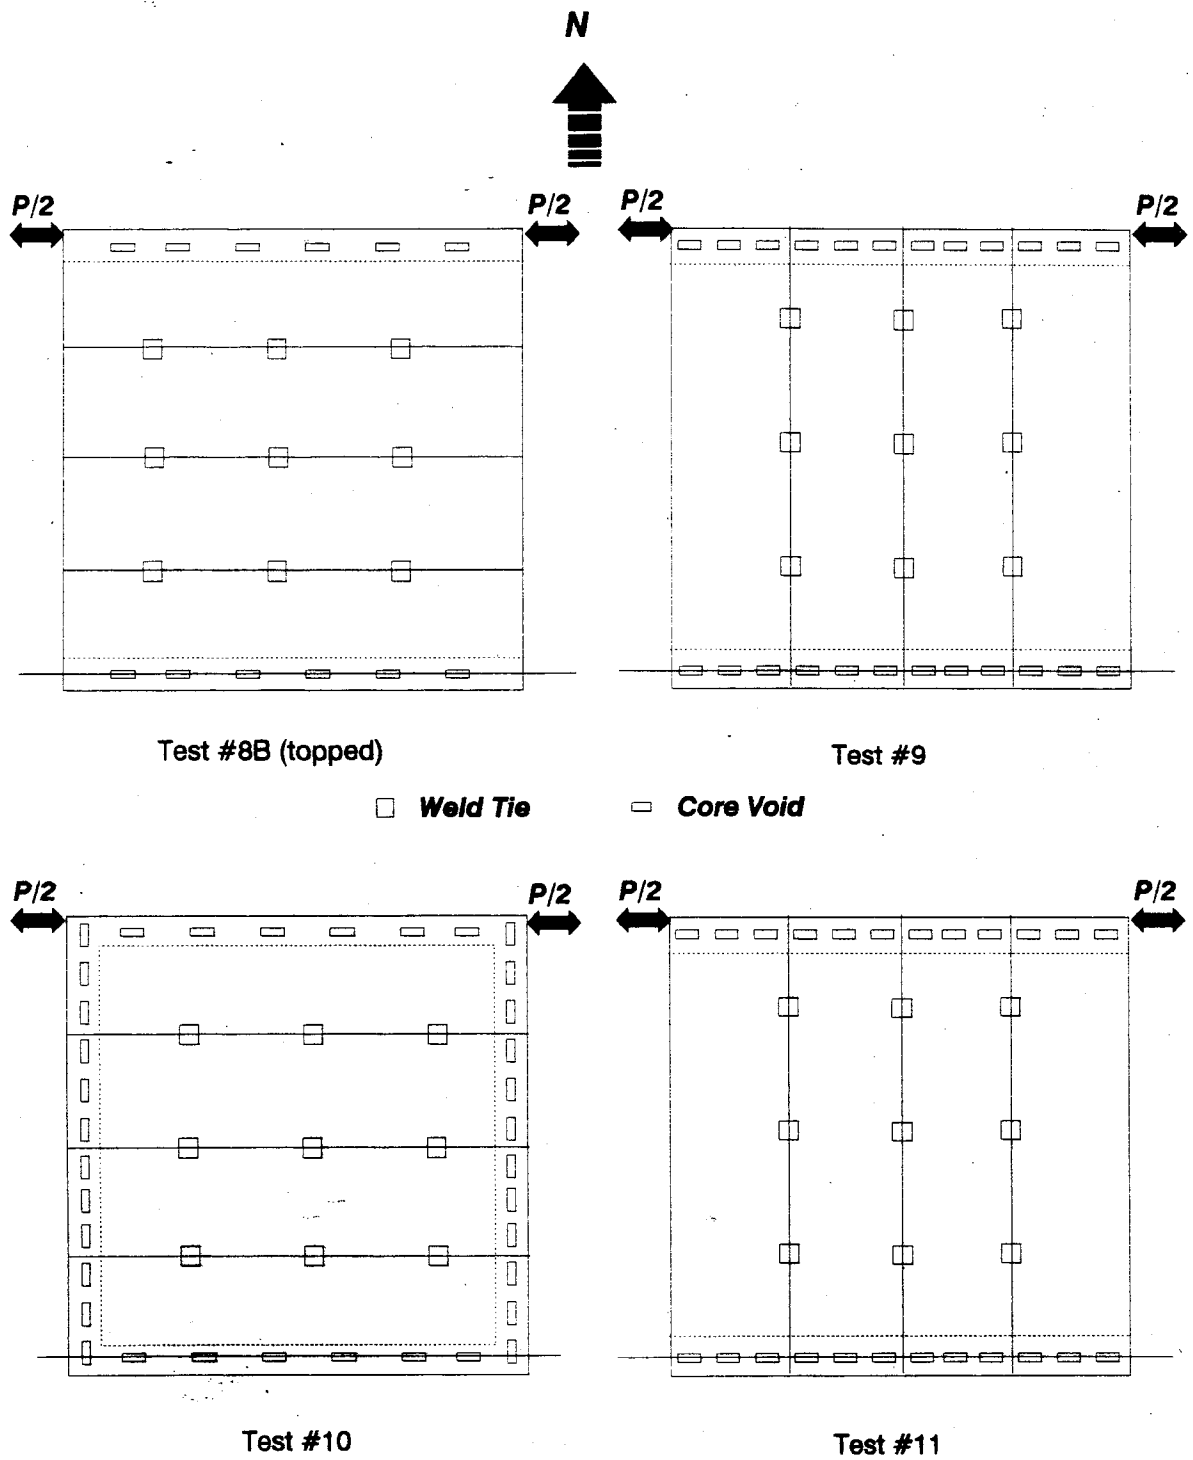 N
P/2 P/2 P/2 P/2
Test #8B (topped) Test #9
Weld Tie Core Void
P/2 P/2 P/2 P/2
Test #10 Test #11